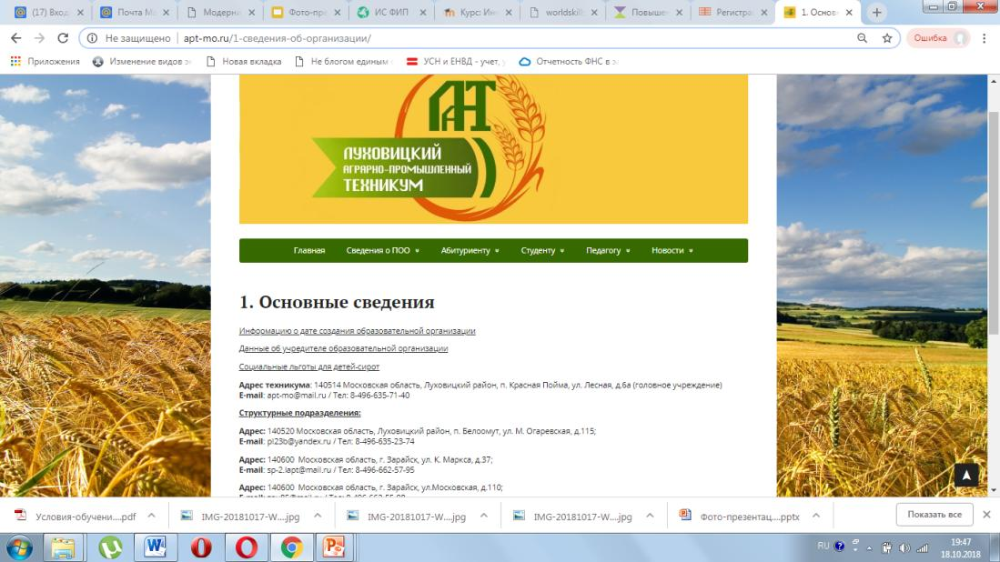 (17) Вход
Почта Ма
Модерни
Фото-пре
ИС ФИП
Курс: Ин
worldskill
Повышен
Регистра
1. Основн
Не защищено | apt-mo.ru/1-сведения-об-организации/
Ошибка
Приложения
Изменение видов э
Новая вкладка
Не блогом единым
УСН и ЕНВД - учет, у
Отчетность ФНС в э
ЛАПТ
ЛУХОВИЦКИЙ
АГРАРНО-ПРОМЫШЛЕННЫЙ
ТЕХНИКУМ
Главная Сведения о ПОО Абитуриенту Студенту Педагогу Новости
1. Основные сведения
Информацию о дате создания образовательной организации
Данные об учредителе образовательной организации
Социальные льготы для детей-сирот
Адрес техникума: 140514 Московская область, Луховицкий район, п. Красная Пойма, ул. Лесная, д.6а (головное учреждение)
E-mail: apt-mo@mail.ru / Тел: 8-496-635-71-40
Структурные подразделения:
Адрес: 140520 Московская область, Луховицкий район, п. Белоомут, ул. М. Огаревская, д.115;
E-mail: pl23b@yandex.ru / Тел: 8-496-635-23-74
Адрес: 140600 Московская область, г. Зарайск, ул. К. Маркса, д.37;
E-mail: sp-2.lapt@mail.ru / Тел: 8-496-662-57-95
Адрес: 140600 Московская область, г. Зарайск, ул.Московская, д.110;
Условия-обучени....pdf
IMG-20181017-W....jpg
IMG-20181017-W....jpg
IMG-20181017-W....jpg
Фото-презентац....pptx
Показать все
RU
19:47
18.10.2018